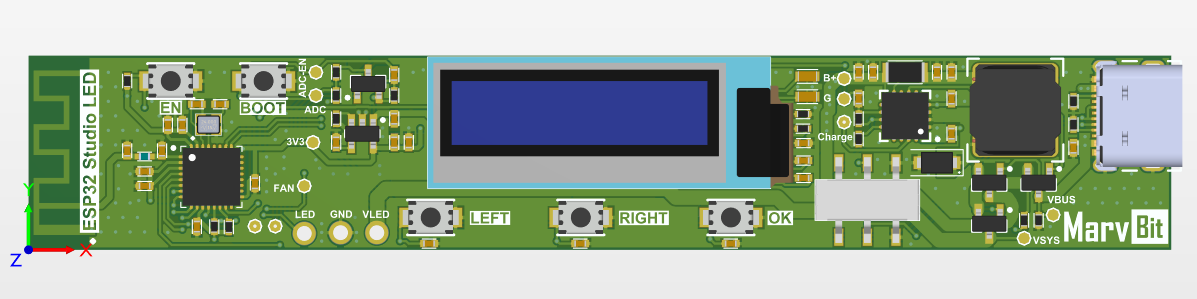 ESP32 Studio LED
EN
BOOT
ADC-EN
ADC
3V3
FAN
LED
GND
VLED
LEFT
RIGHT
OK
B+
G
Charge
VBUS
VSYS
Marv Bit
Y
X
Z